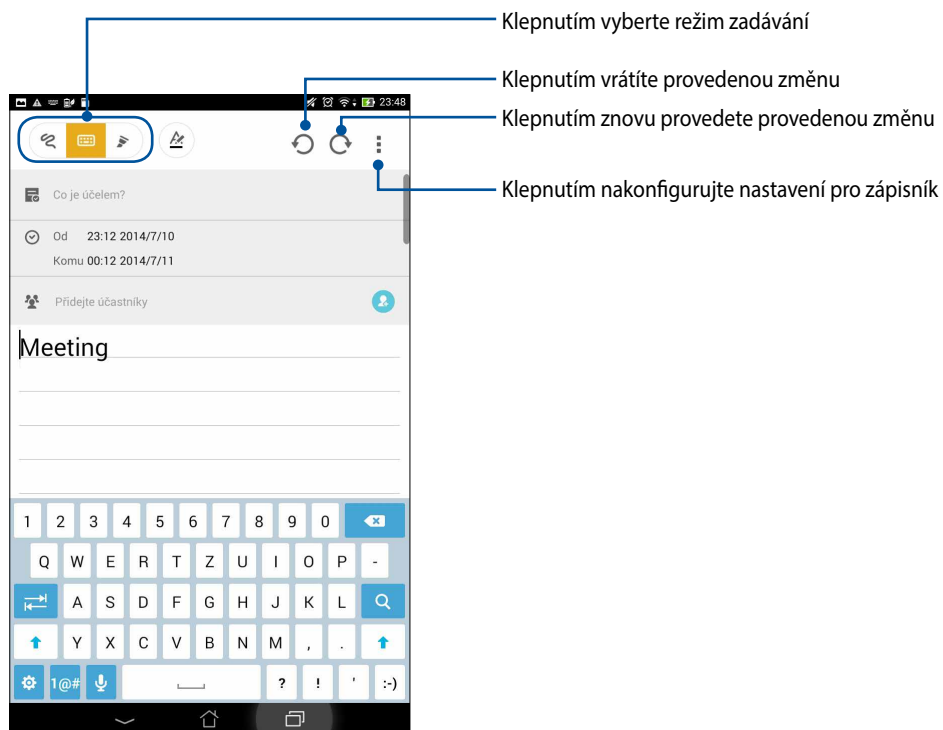 Klepnutím vyberte režim zadávání
Klepnutím vrátíte provedenou změnu
Klepnutím znovu provedete provedenou změnu
Klepnutím nakonfigurujte nastavení pro zápisník
23:48
Co je účelem?
Od 23:12 2014/7/10
Komu 00:12 2014/7/11
Přidejte účastníky
Meeting
1 2 3 4 5 6 7 8 9 0
Q W E R T Z U I O P -
A S D F G H J K L
Y X C V B N M , .
1@# ? ! ' :-)